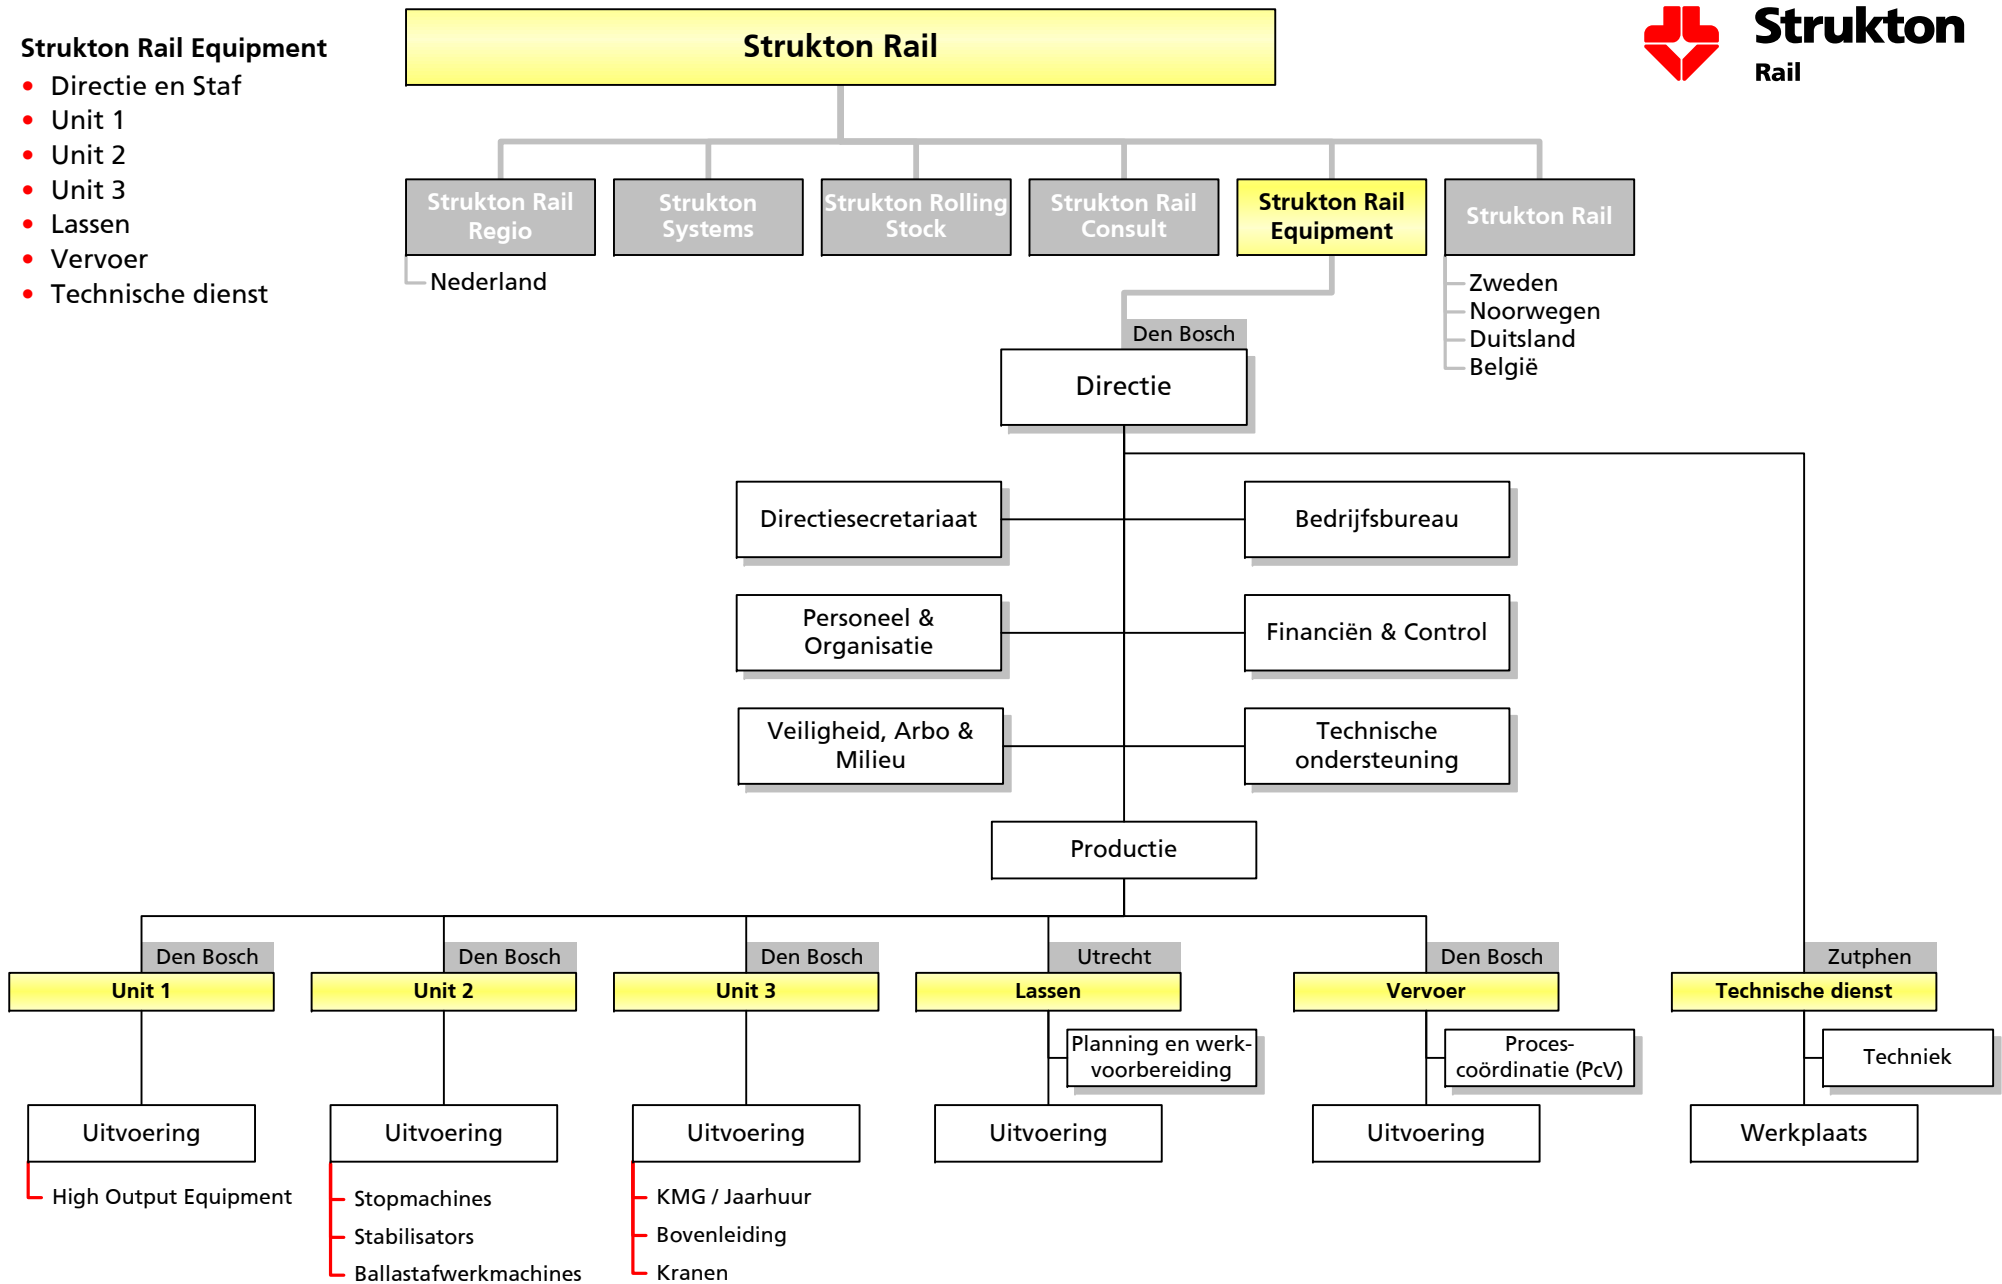 Strukton Rail Equipment
• Directie en Staf
• Unit 1
• Unit 2
• Unit 3
• Lassen
• Vervoer
• Technische dienst
Strukton Rail
Strukton
Rail
Strukton Rail
Regio
Strukton
Systems
Strukton Rolling
Stock
Strukton Rail
Consult
Strukton Rail
Equipment
Strukton Rail
Nederland
Zweden
Noorwegen
Duitsland
België
Den Bosch
Directie
Directiesecretariaat
Bedrijfsbureau
Personeel &
Organisatie
Financiën & Control
Veiligheid, Arbo &
Milieu
Technische
ondersteuning
Productie
Den Bosch
Unit 1
Den Bosch
Unit 2
Den Bosch
Unit 3
Utrecht
Lassen
Den Bosch
Vervoer
Zutphen
Technische dienst
Planning en werk-
voorbereiding
Proces-
coördinatie (PcV)
Techniek
Uitvoering
Uitvoering
Uitvoering
Uitvoering
Uitvoering
Werkplaats
High Output Equipment
Stopmachines
Stabilisators
Ballastafwerkmachines
KMG / Jaarhuur
Bovenleiding
Kranen